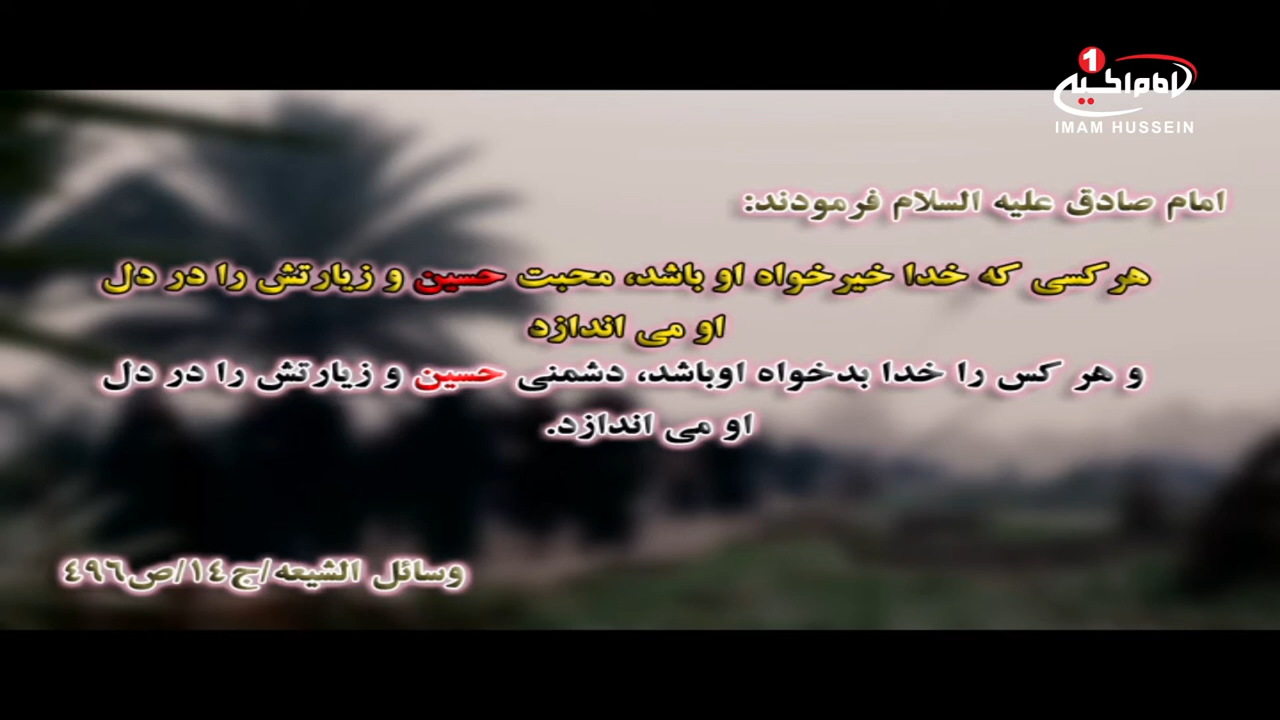 1
امام حسین
IMAM HUSSEIN
امام صادق علیه السلام فرمودند:
هر کسی که خدا خیرخواه او باشد، محبت حسین و زیارتش را در دل
او می اندازد
و هر کس را خدا بدخواه اوباشد، دشمنی حسین و زیارتش را در دل
او می اندازد.
وسائل الشیعه/ج١٤/ص٤٩٦